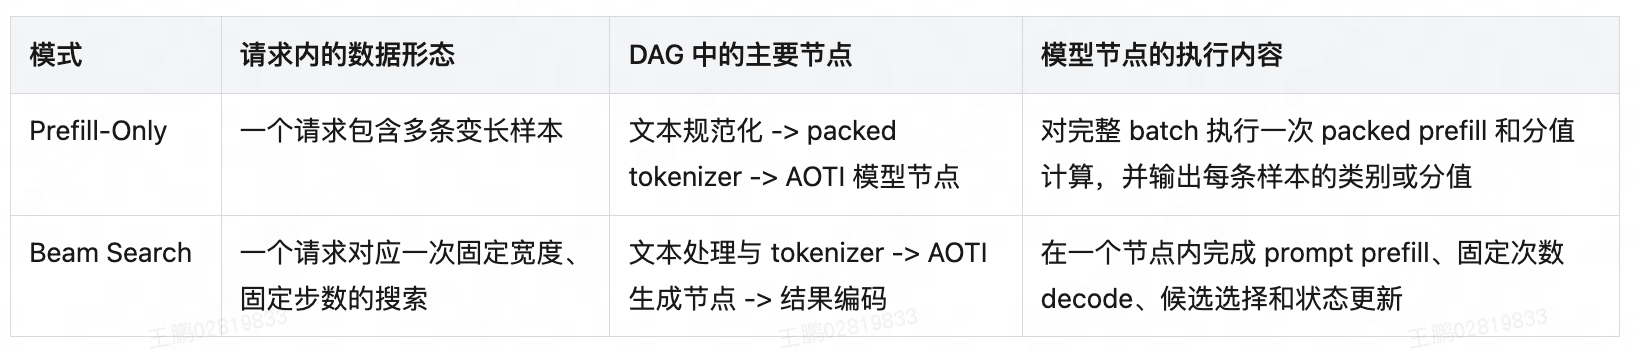 模式 请求内的数据形态 DAG 中的主要节点 模型节点的执行内容
Prefill-Only 一个请求包含多条变长样本 文本规范化 -> packed 对完整 batch 执行一次 packed prefill 和分值
tokenizer -> AOTI 模型节点 计算，并输出每条样本的类别或分值
Beam Search 一个请求对应一次固定宽度、 文本处理与 tokenizer -> AOTI 在一个节点内完成 prompt prefill、固定次数
固定步数的搜索 生成节点 -> 结果编码 decode、候选选择和状态更新
王鹏02819833 王鹏02819833 王鹏02819833